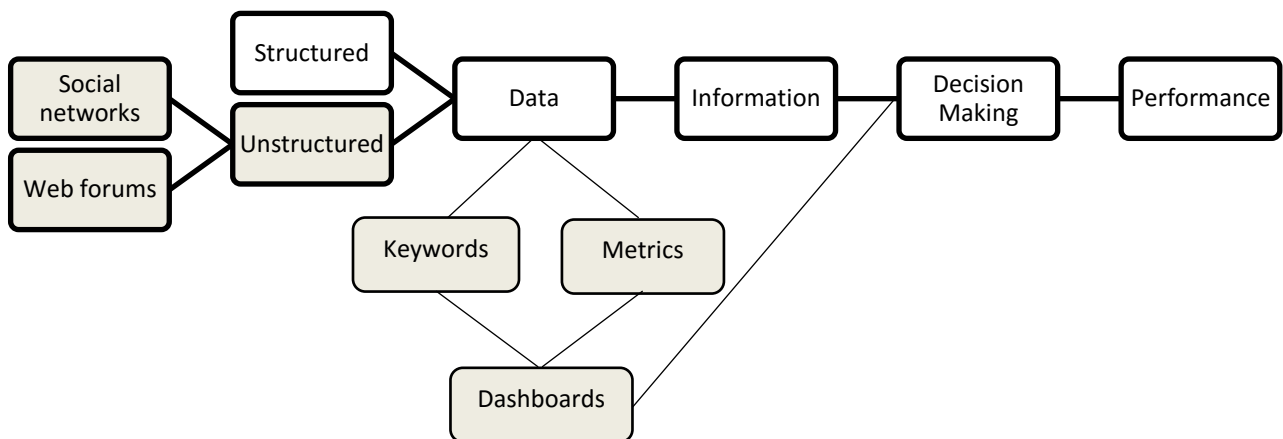 Social
networks
Web forums
Structured
Unstructured
Data
Information
Decision
Making
Performance
Keywords
Metrics
Dashboards